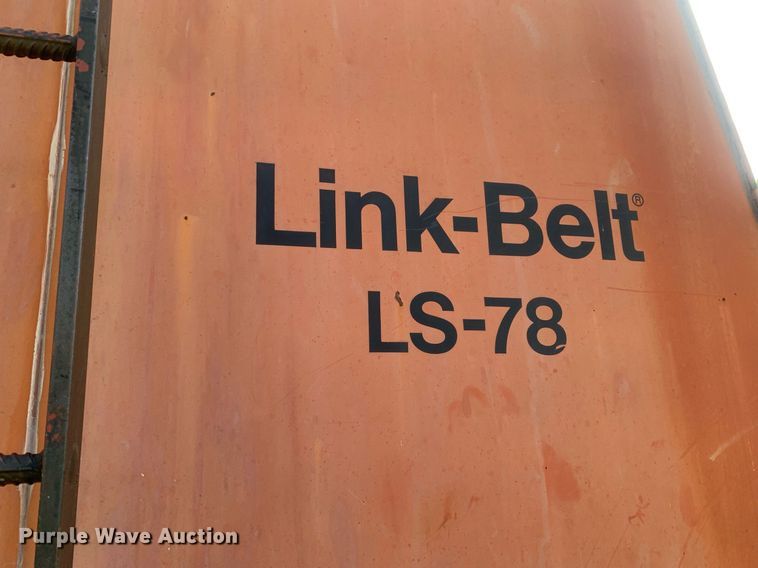 Link-Belt®
LS-78
Purple Wave Auction